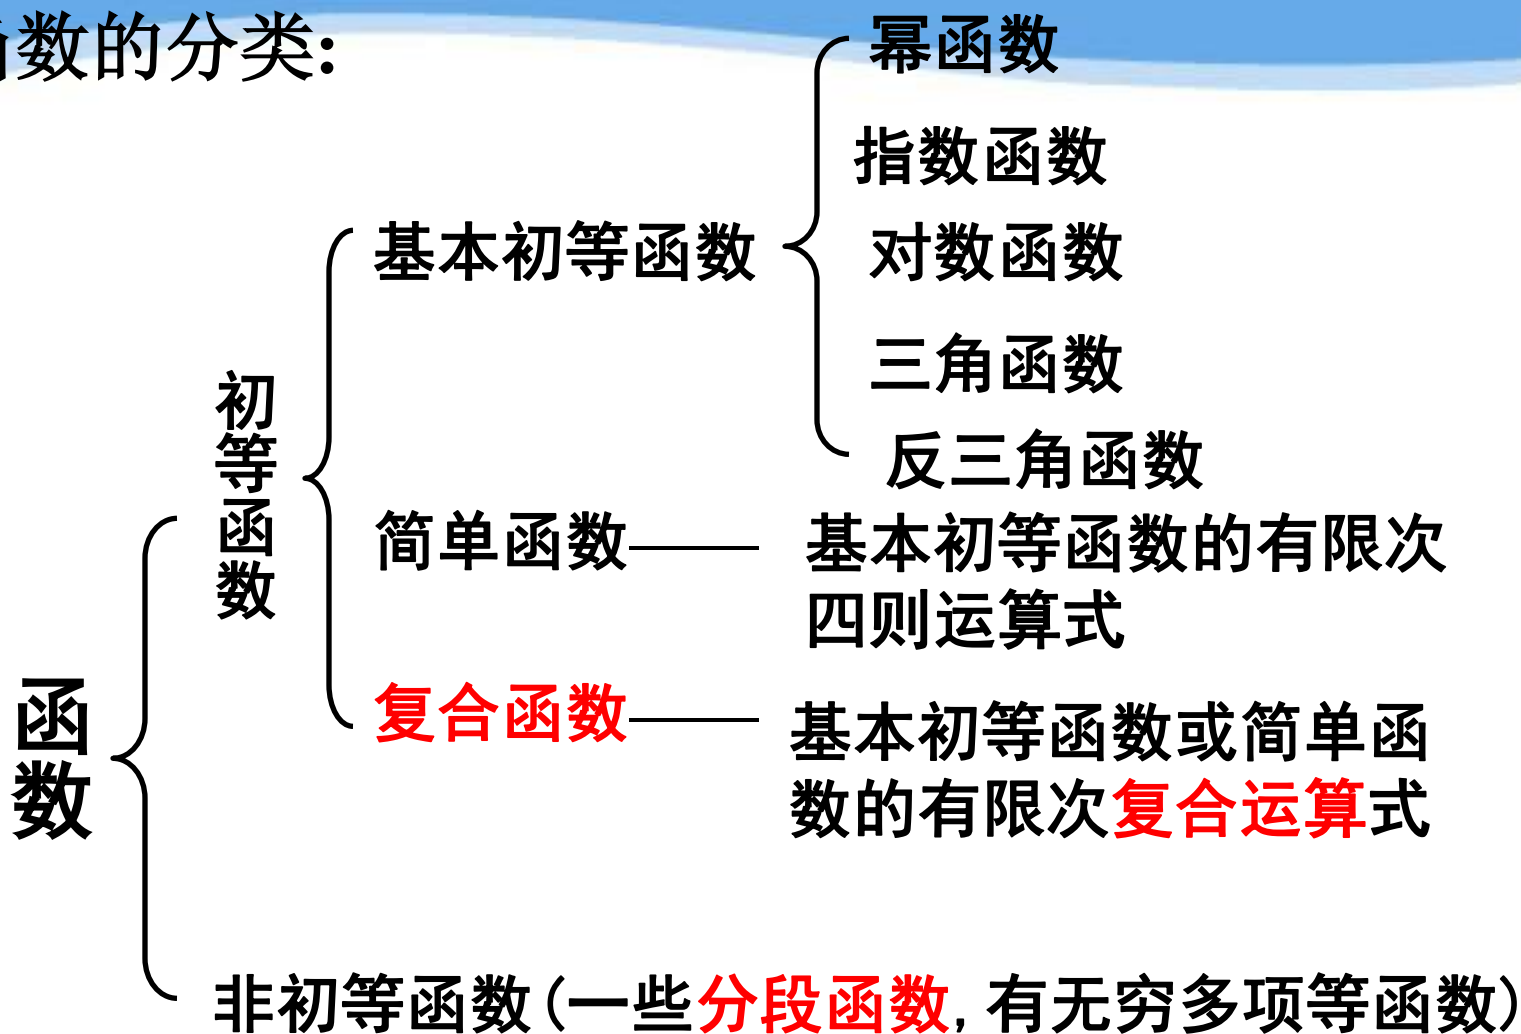 函数的分类:
幂函数
指数函数
基本初等函数
对数函数
三角函数
反三角函数
初等函数
简单函数
基本初等函数的有限次
四则运算式
复合函数
基本初等函数或简单函
数的有限次复合运算式
函数
非初等函数(一些分段函数,有无穷多项等函数)